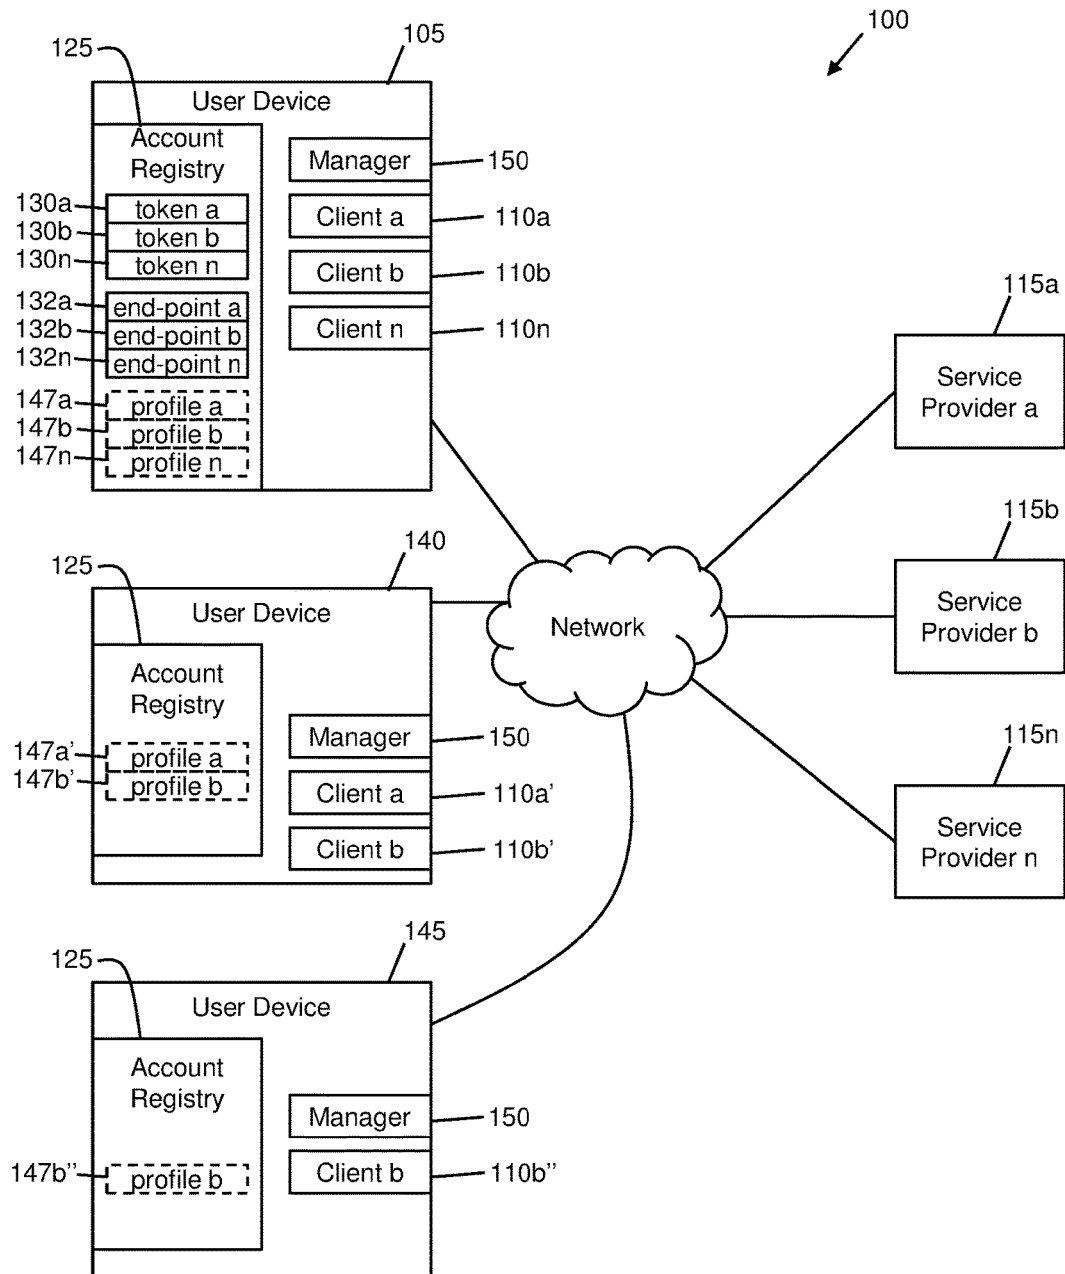 100
125
105
User Device
Account
Registry
Manager
150
130a
token a
Client a
110a
130b
token b
130n
token n
Client b
110b
132a
end-point a
132b
end-point b
Client n
110n
132n
end-point n
147a
profile a
147b
profile b
147n
profile n
115a
Service
Provider a
125
140
User Device
Account
Registry
Manager
150
147a’
profile a
147b’
profile b
Client a
110a’
Client b
110b’
Network
115b
Service
Provider b
115n
Service
Provider n
125
145
User Device
Account
Registry
Manager
150
147b’’
profile b
Client b
110b’’